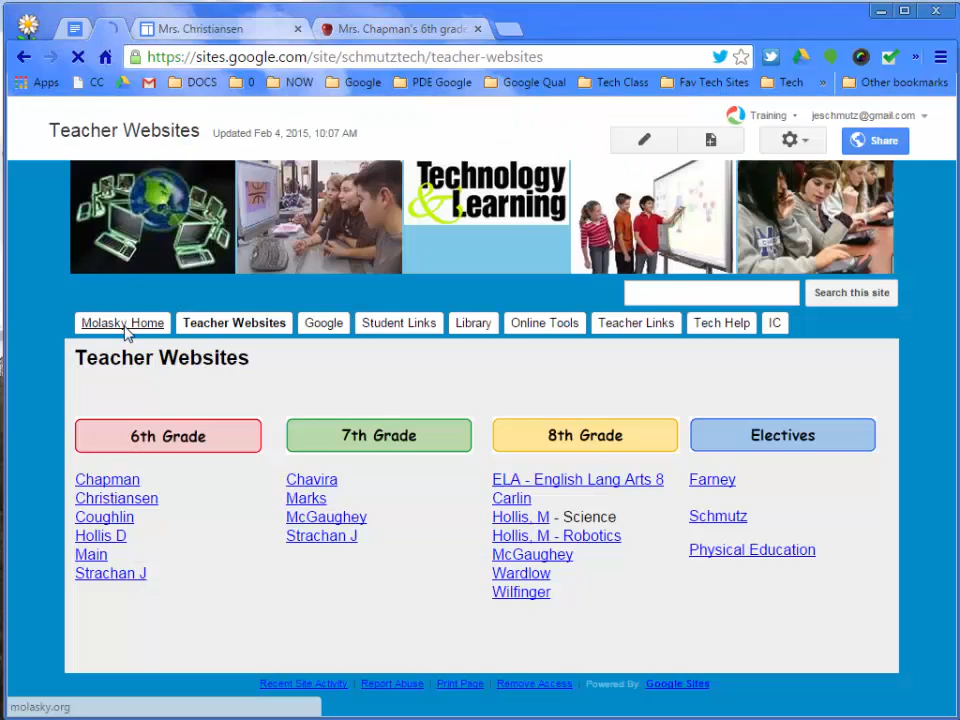 Mrs. Christiansen
Mrs. Chapman's 6th grade
https://sites.google.com/site/schmutztech/teacher-websites
Apps CC DOCS 0 NOW Google PDE Google Google Qual Tech Class Fav Tech Sites Tech » Other bookmarks
Training jeschmutz@gmail.com
Teacher Websites Updated Feb 4, 2015, 10:07 AM
Share
Technology
& Learning
Search this site
Molasky Home Teacher Websites Google Student Links Library Online Tools Teacher Links Tech Help IC
Teacher Websites
6th Grade 7th Grade 8th Grade Electives
Chapman
Christiansen
Coughlin
Hollis D
Main
Strachan J
Chavira
Marks
McGaughey
Strachan J
ELA - English Lang Arts 8
Carlin
Hollis, M - Science
Hollis, M - Robotics
McGaughey
Wardlow
Wilfinger
Farney
Schmutz
Physical Education
Recent Site Activity | Report Abuse | Print Page | Remove Access | Powered By Google Sites
molasky.org